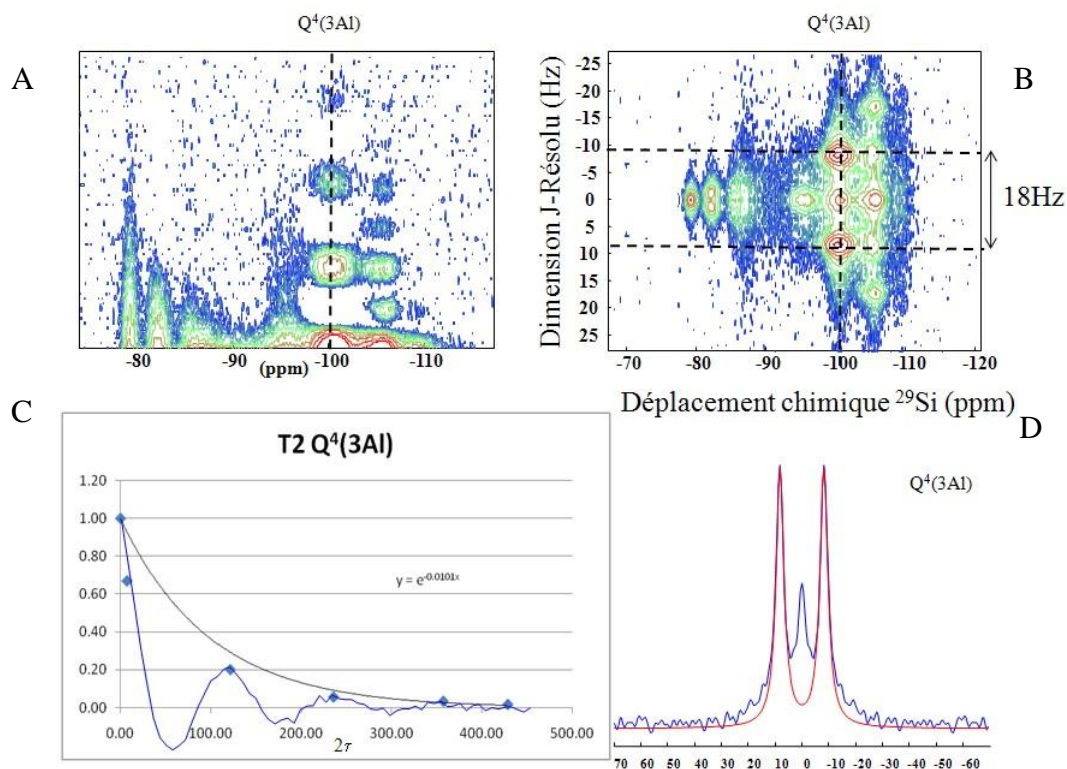 Q⁴(3Al)
A
-80 -90 -100 -110
(ppm)
Q⁴(3Al)
B
Dimension J-Résolu (Hz)
-25
-20
-15
-10
-5
0
5
10
15
20
25
18Hz
-70 -80 -90 -100 -110 -120
Déplacement chimique ²⁹Si (ppm)
C
T2 Q⁴(3Al)
1.20
1.00
0.80
0.60
0.40
0.20
0.00
y = e^-0.0101x
0.00 100.00 200.00 300.00 400.00 500.00
2τ
D
Q⁴(3Al)
70 60 50 40 30 20 10 0 -10 -20 -30 -40 -50 -60